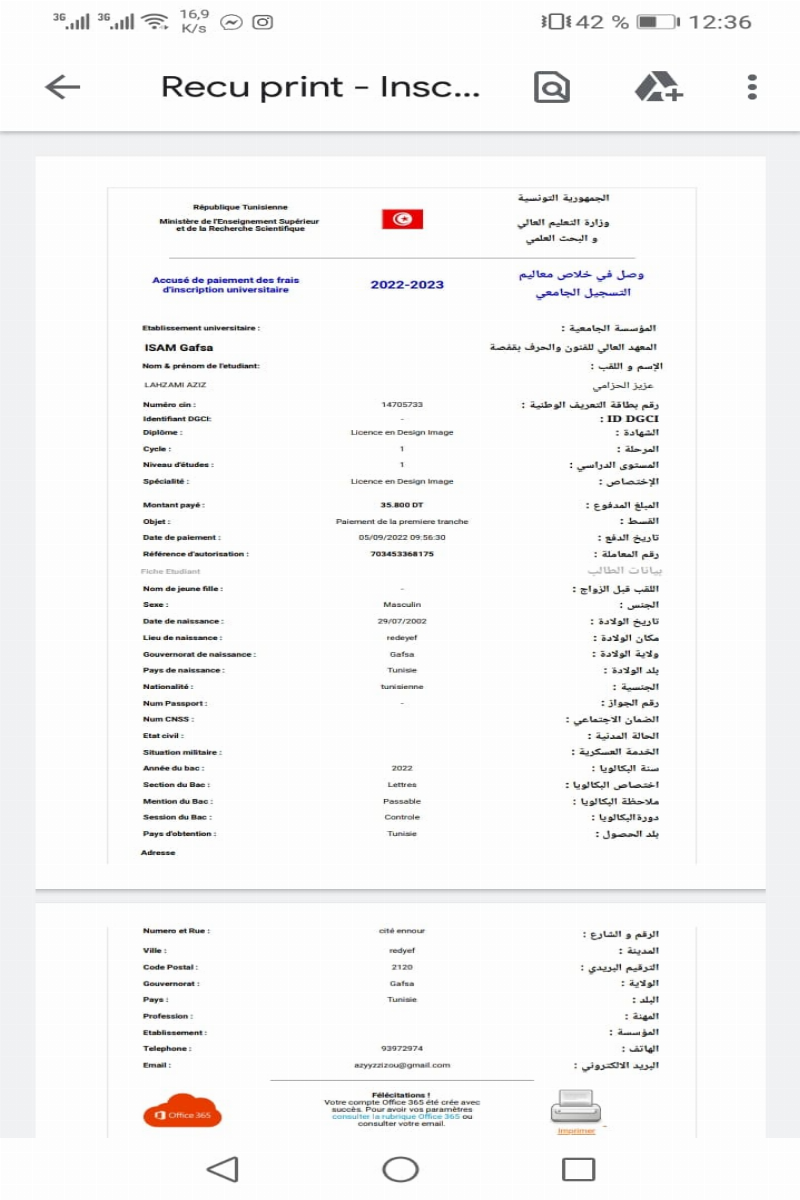 3G 3G 16,9 K/s 42 % 12:36
Recu print - Insc...
République Tunisienne الجمهورية التونسية
Ministère de l'Enseignement Supérieur et de la Recherche Scientifique وزارة التعليم العالي و البحث العلمي
Accusé de paiement des frais d'inscription universitaire 2022-2023 وصل في خلاص معاليم التسجيل الجامعي
Etablissement universitaire : المؤسسة الجامعية :
ISAM Gafsa المعهد العالي للفنون والحرف بقفصة
Nom & prénom de l'etudiant: الإسم و اللقب :
LAHZAMI AZIZ عزيز الحزامي
Numéro cin : 14705733 رقم بطاقة التعريف الوطنية :
Identifiant DGCI: - ID DGCI :
Diplôme : Licence en Design Image الشهادة :
Cycle : 1 المرحلة :
Niveau d'études : 1 المستوى الدراسي :
Spécialité : Licence en Design Image الإختصاص :
Montant payé : 35.800 DT المبلغ المدفوع :
Objet : Paiement de la premiere tranche القسط :
Date de paiement : 05/09/2022 09:56:30 تاريخ الدفع :
Référence d'autorisation : 703453368175 رقم المعاملة :
Fiche Etudiant بيانات الطالب
Nom de jeune fille : - اللقب قبل الزواج :
Sexe : Masculin الجنس :
Date de naissance : 29/07/2002 تاريخ الولادة :
Lieu de naissance : redeyef مكان الولادة :
Gouvernorat de naissance : Gafsa ولاية الولادة :
Pays de naissance : Tunisie بلد الولادة :
Nationalité : tunisienne الجنسية :
Num Passport : - رقم الجواز :
Num CNSS : الضمان الاجتماعي :
Etat civil : الحالة المدنية :
Situation militaire : الخدمة العسكرية :
Année du bac : 2022 سنة البكالويا :
Section du Bac : Lettres اختصاص البكالويا :
Mention du Bac : Passable ملاحظة البكالويا :
Session du Bac : Controle دورة البكالويا :
Pays d'obtention : Tunisie بلد الحصول :
Adresse
Numero et Rue : cité ennour الرقم و الشارع :
Ville : redyef المدينة :
Code Postal : 2120 الترقيم البريدي :
Gouvernorat : Gafsa الولاية :
Pays : Tunisie البلد :
Profession : المهنة :
Etablissement : المؤسسة :
Telephone : 93972974 الهاتف :
Email : azyyzzizou@gmail.com البريد الالكتروني :
Félécitations !
Votre compte Office 365 été crée avec
succès. Pour avoir vos paramètres
consulter la rubrique Office 365 ou
consulter votre email.
Office 365
Imprimer